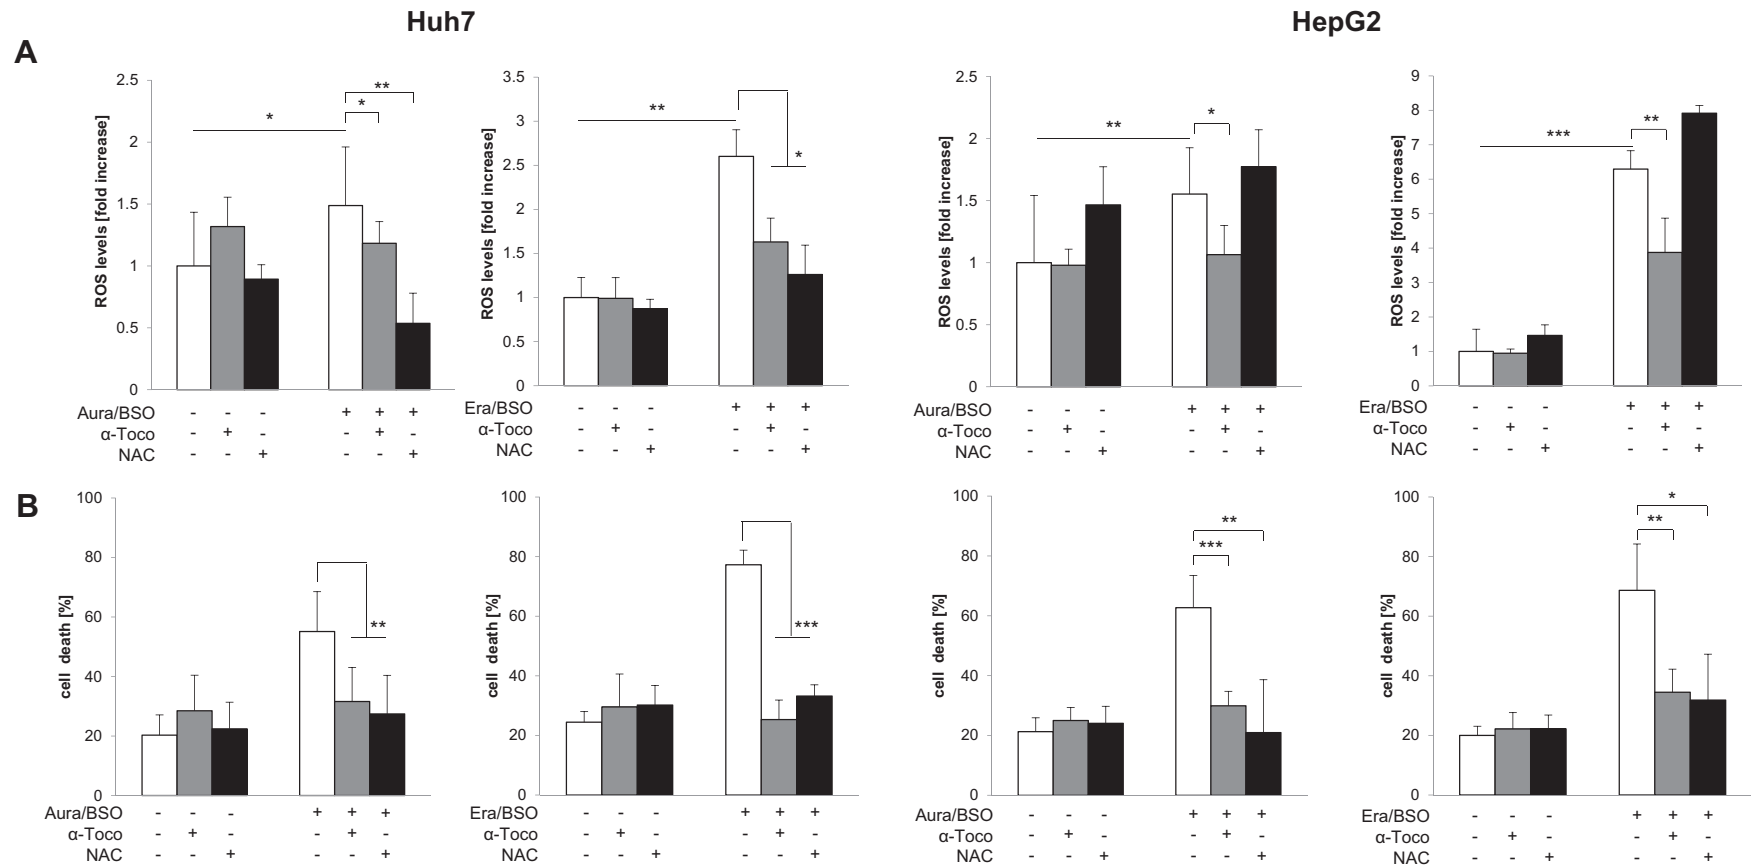 Huh7 HepG2
A
ROS levels [fold increase]
2.5
2
1.5
1
0.5
0
* * **
Aura/BSO - - - + + +
α-Toco - + - - + -
NAC - - + - - +
ROS levels [fold increase]
3.5
3
2.5
2
1.5
1
0.5
0
** *
Era/BSO - - - + + +
α-Toco - + - - + -
NAC - - + - - +
ROS levels [fold increase]
2.5
2
1.5
1
0.5
0
** *
Aura/BSO - - - + + +
α-Toco - + - - + -
NAC - - + - - +
ROS levels [fold increase]
9
8
7
6
5
4
3
2
1
0
*** **
Era/BSO - - - + + +
α-Toco - + - - + -
NAC - - + - - +
B
cell death [%]
100
80
60
40
20
0
**
Aura/BSO - - - + + +
α-Toco - + - - + -
NAC - - + - - +
cell death [%]
100
80
60
40
20
0
***
Era/BSO - - - + + +
α-Toco - + - - + -
NAC - - + - - +
cell death [%]
100
80
60
40
20
0
**
***
Aura/BSO - - - + + +
α-Toco - + - - + -
NAC - - + - - +
cell death [%]
100
80
60
40
20
0
*
**
Era/BSO - - - + + +
α-Toco - + - - + -
NAC - - + - - +